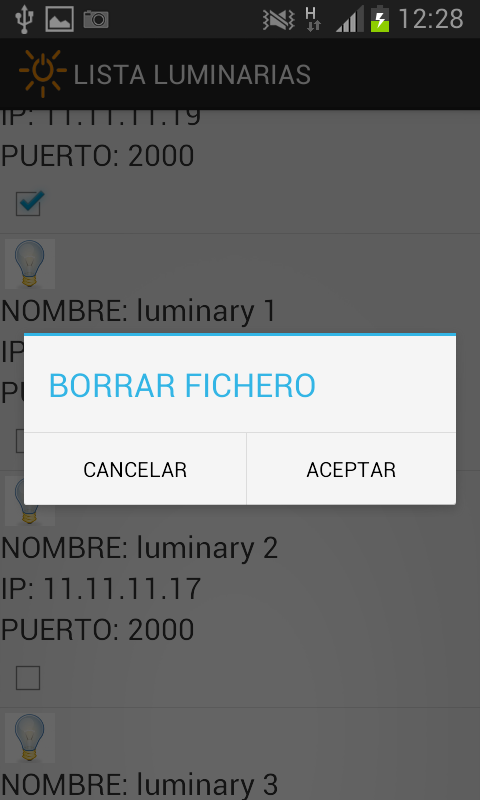 H
12:28
LISTA LUMINARIAS
IP: 11.11.11.19
PUERTO: 2000
NOMBRE: luminary 1
IP
BORRAR FICHERO
CANCELAR
ACEPTAR
NOMBRE: luminary 2
IP: 11.11.11.17
PUERTO: 2000
NOMBRE: luminary 3